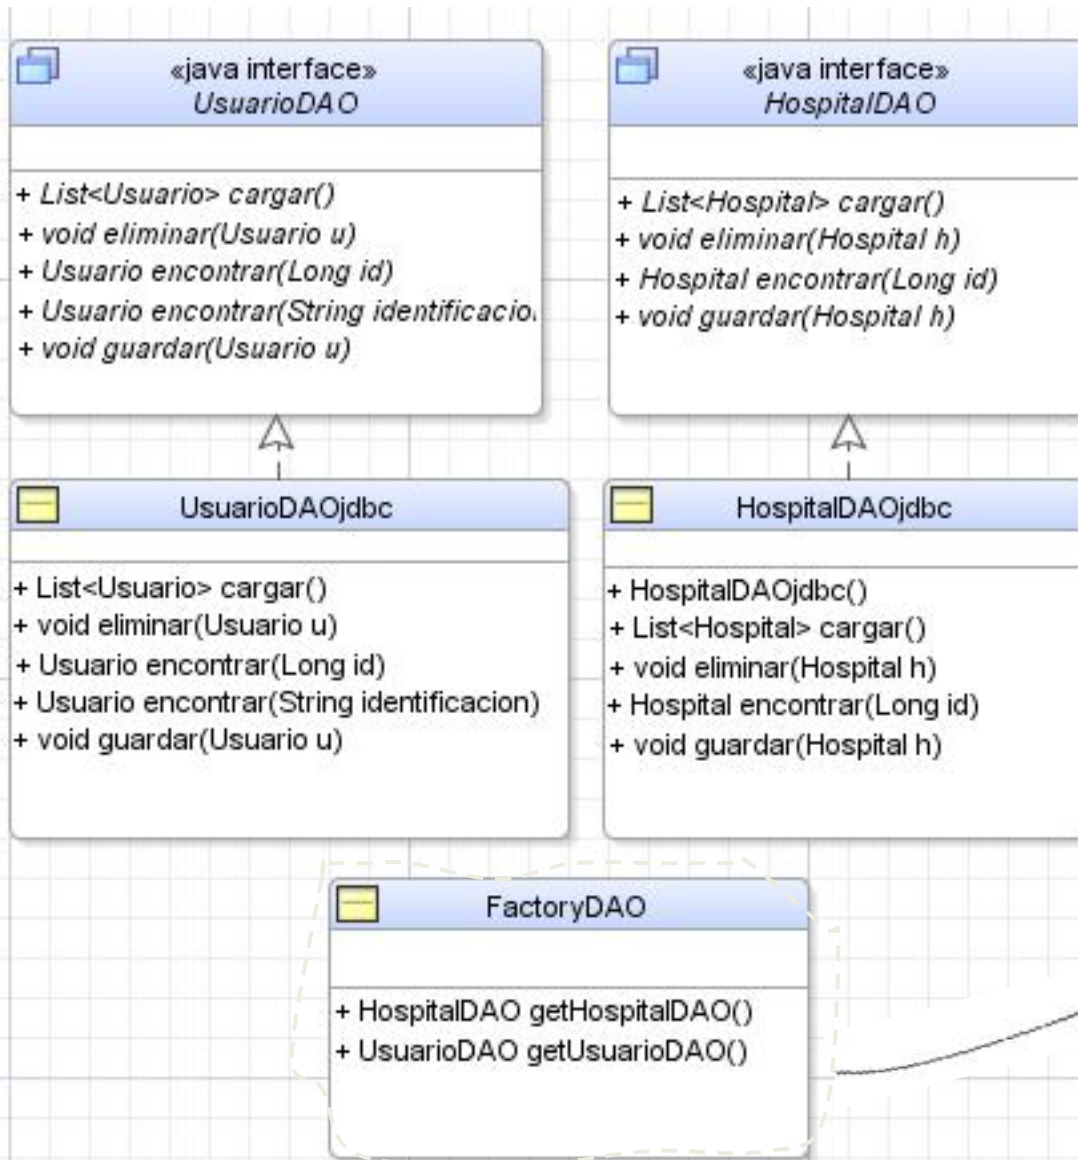 «java interface»
UsuarioDAO
+ List<Usuario> cargar()
+ void eliminar(Usuario u)
+ Usuario encontrar(Long id)
+ Usuario encontrar(String
+ void guardar(Usuario u)
«java interface»
HospitalDAO
+ List<Hospital> cargar()
+ void eliminar(Hospital h)
+ Hospital encontrar(Long id)
+ void guardar(Hospital h)
UsuarioDAOjdbc
+ List<Usuario> cargar()
+ void eliminar(Usuario u)
+ Usuario encontrar(Long id)
+ Usuario encontrar(String identificacion)
+ void guardar(Usuario u)
HospitalDAOjdbc
+ HospitalDAOjdbc()
+ List<Hospital> cargar()
+ void eliminar(Hospital h)
+ Hospital encontrar(Long id)
+ void guardar(Hospital h)
FactoryDAO
+ HospitalDAO getHospitalDAO()
+ UsuarioDAO getUsuarioDAO()